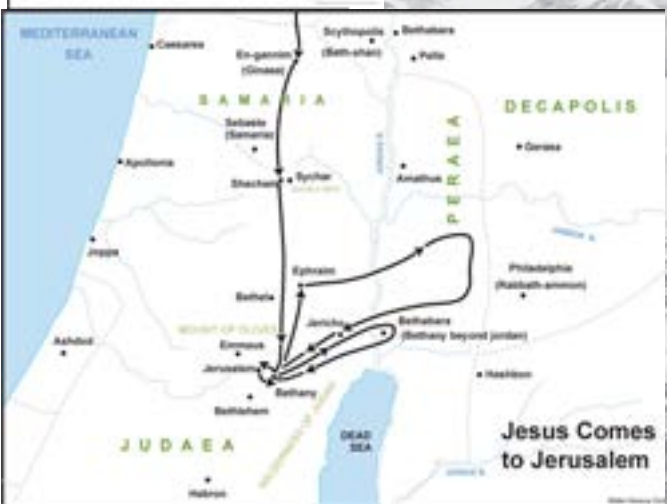 MEDITERRANEAN
SEA
Caesarea
Scythopolis
(Beth-shan)
Bethabara
Pella
En-gannim
(Ginaea)
SAMARIA
DECAPOLIS
Sebaste
(Samaria)
PERAEA
Gerasa
Apollonia
Shechem
Sychar
Amathus
Joppa
Ephraim
Philadelphia
(Rabbath-ammon)
Bethel
MOUNT OF OLIVES
Jericho
Bethabara
(Bethany beyond jordan)
Ashdod
Emmaus
Jerusalem
Bethany
Heshbon
Bethlehem
JUDAEA
DEAD
SEA
Jesus Comes
to Jerusalem
Hebron